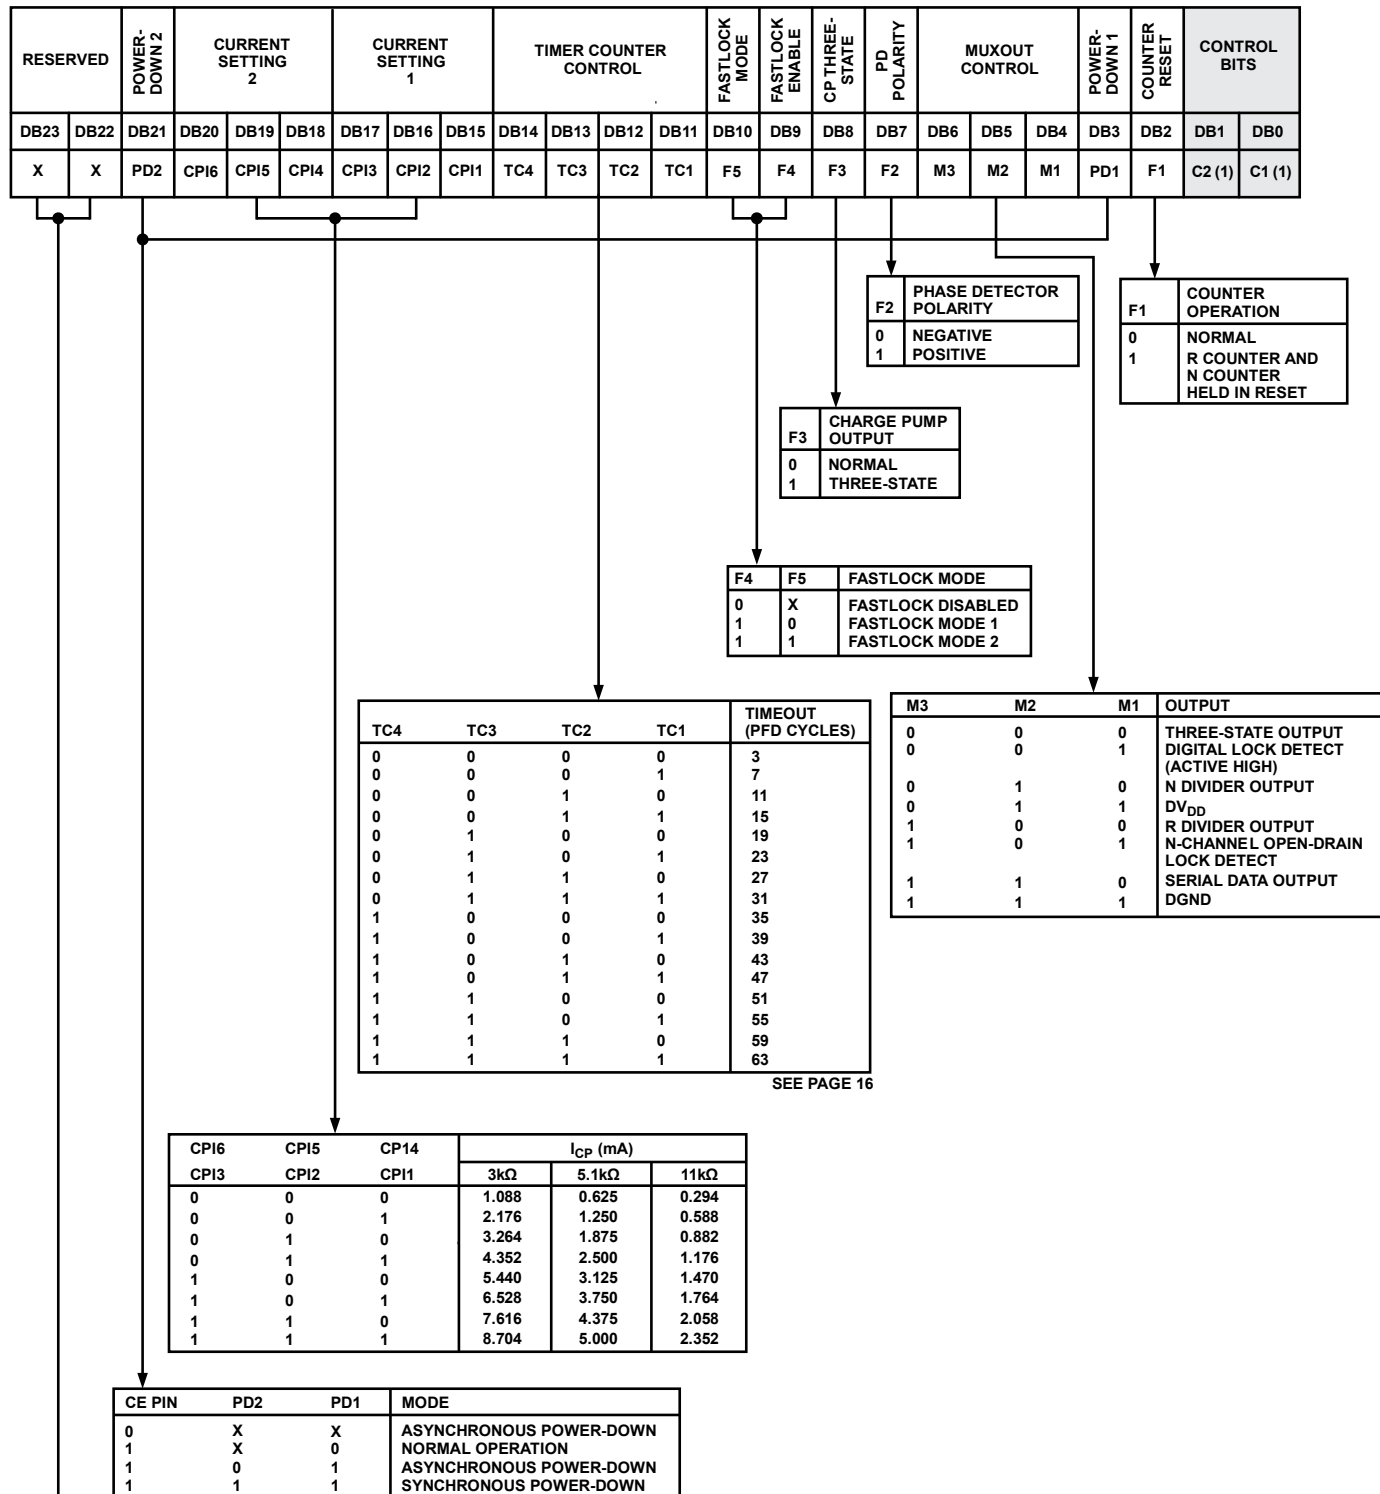 RESERVED
POWER-
DOWN 2
CURRENT
SETTING
2
CURRENT
SETTING
1
TIMER COUNTER
CONTROL
FASTLOCK
MODE
FASTLOCK
ENABLE
CP THREE-
STATE
PD
POLARITY
MUXOUT
CONTROL
POWER-
DOWN 1
COUNTER
RESET
CONTROL
BITS
DB23 DB22 DB21 DB20 DB19 DB18 DB17 DB16 DB15 DB14 DB13 DB12 DB11 DB10 DB9 DB8 DB7 DB6 DB5 DB4 DB3 DB2 DB1 DB0
X X PD2 CPI6 CPI5 CPI4 CPI3 CPI2 CPI1 TC4 TC3 TC2 TC1 F5 F4 F3 F2 M3 M2 M1 PD1 F1 C2 (1) C1 (1)
F2 PHASE DETECTOR
POLARITY
0 NEGATIVE
1 POSITIVE
F1 COUNTER
OPERATION
0 NORMAL
1 R COUNTER AND
N COUNTER
HELD IN RESET
F3 CHARGE PUMP
OUTPUT
0 NORMAL
1 THREE-STATE
F4 F5 FASTLOCK MODE
0 X FASTLOCK DISABLED
1 0 FASTLOCK MODE 1
1 1 FASTLOCK MODE 2
TC4 TC3 TC2 TC1 TIMEOUT
(PFD CYCLES)
0 0 0 0 3
0 0 0 1 7
0 0 1 0 11
0 0 1 1 15
0 1 0 0 19
0 1 0 1 23
0 1 1 0 27
0 1 1 1 31
1 0 0 0 35
1 0 0 1 39
1 0 1 0 43
1 0 1 1 47
1 1 0 0 51
1 1 0 1 55
1 1 1 0 59
1 1 1 1 63
SEE PAGE 16
M3 M2 M1 OUTPUT
0 0 0 THREE-STATE OUTPUT
0 0 1 DIGITAL LOCK DETECT
(ACTIVE HIGH)
0 1 0 N DIVIDER OUTPUT
0 1 1 DVDD
1 0 0 R DIVIDER OUTPUT
1 0 1 N-CHANNEL OPEN-DRAIN
LOCK DETECT
1 1 0 SERIAL DATA OUTPUT
1 1 1 DGND
CPI6 CPI5 CP14 ICP (mA)
CPI3 CPI2 CPI1 3kΩ 5.1kΩ 11kΩ
0 0 0 1.088 0.625 0.294
0 0 1 2.176 1.250 0.588
0 1 0 3.264 1.875 0.882
0 1 1 4.352 2.500 1.176
1 0 0 5.440 3.125 1.470
1 0 1 6.528 3.750 1.764
1 1 0 7.616 4.375 2.058
1 1 1 8.704 5.000 2.352
CE PIN PD2 PD1 MODE
0 X X ASYNCHRONOUS POWER-DOWN
1 X 0 NORMAL OPERATION
1 0 1 ASYNCHRONOUS POWER-DOWN
1 1 1 SYNCHRONOUS POWER-DOWN